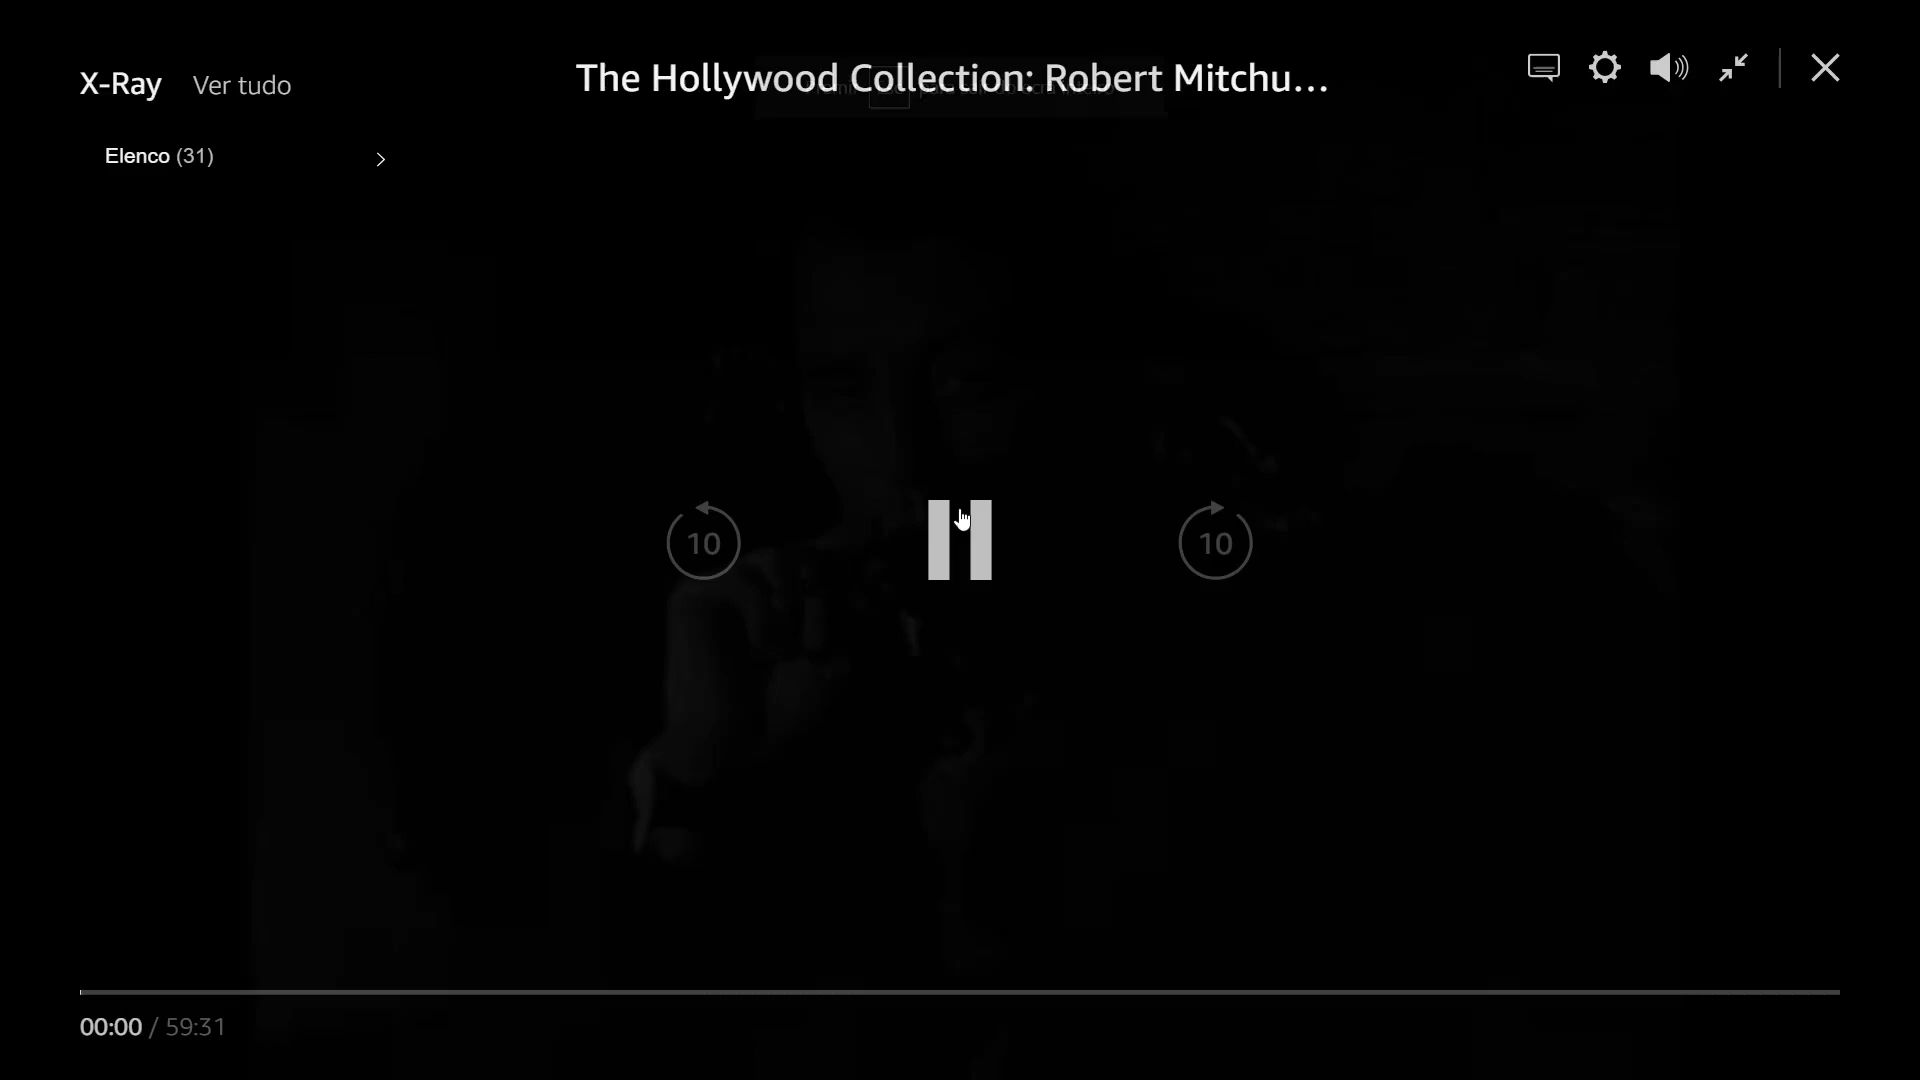 X-Ray Ver tudo
The Hollywood Collection: Robert Mitchu...
Elenco (31)
10
10
00:00 / 59:31